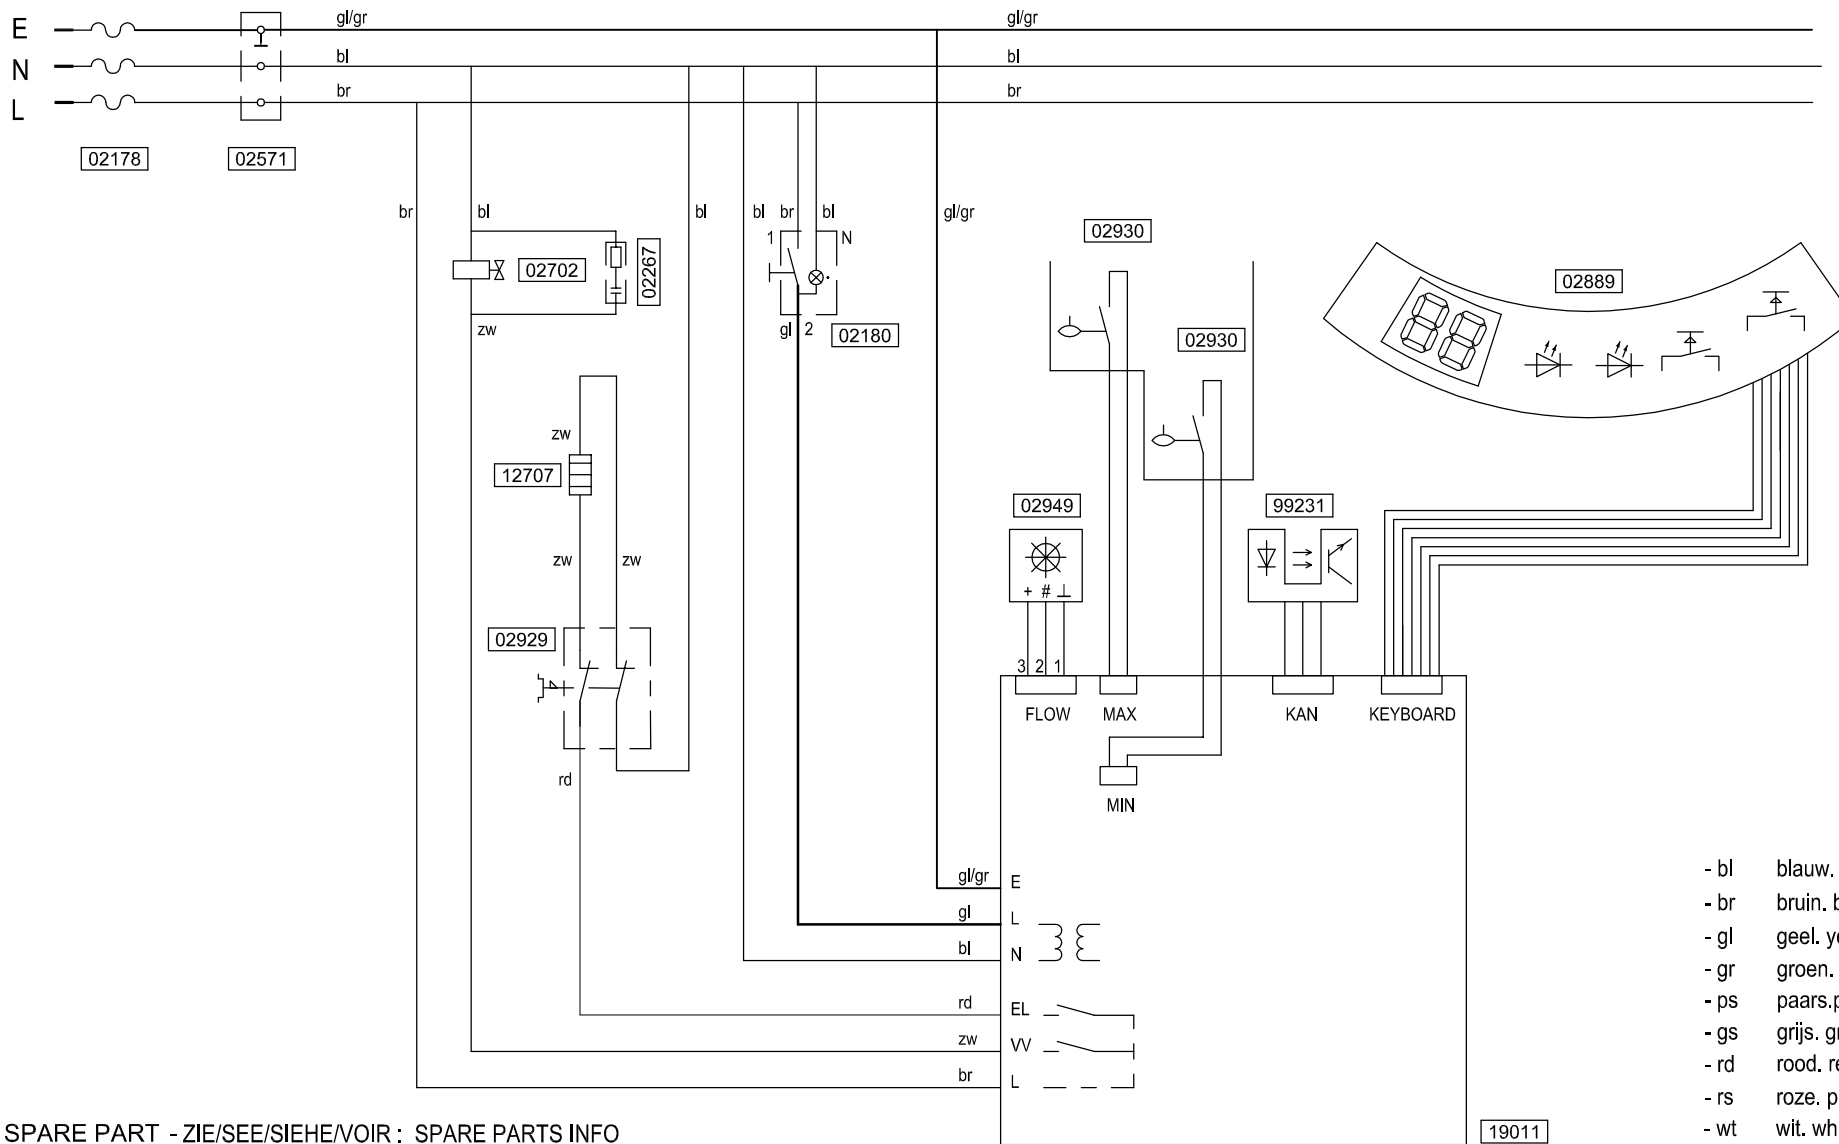 E gl/gr gl/gr
N bl bl
L br br
02178 02571
br bl bl bl br bl gl/gr
02930
1 N
02702 02267
02889
zw
gl 2 02180
02930
zw
12707
02949 99231
+ # ⊥
zw zw
02929
3 2 1
FLOW MAX KAN KEYBOARD
rd
MIN
gl/gr E
gl L
bl N
rd EL
zw VV
br L
19011
- bl blauw.
- br bruin.
- gl geel.
- gr groen.
- ps paars.
- gs grijs.
- rd rood.
- rs roze.
- wt wit.
SPARE PART - ZIE/SEE/SIEHE/VOIR : SPARE PARTS INFO